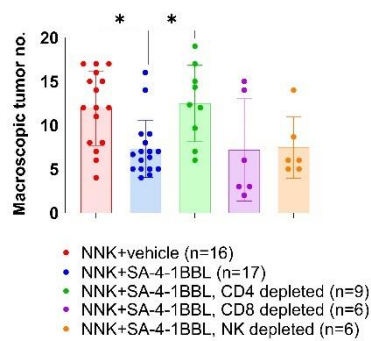 * *
Macroscopic tumor no.
20
15
10
5
0
NNK+vehicle (n=16)
NNK+SA-4-1BBL (n=17)
NNK+SA-4-1BBL, CD4 depleted (n=9)
NNK+SA-4-1BBL, CD8 depleted (n=6)
NNK+SA-4-1BBL, NK depleted (n=6)